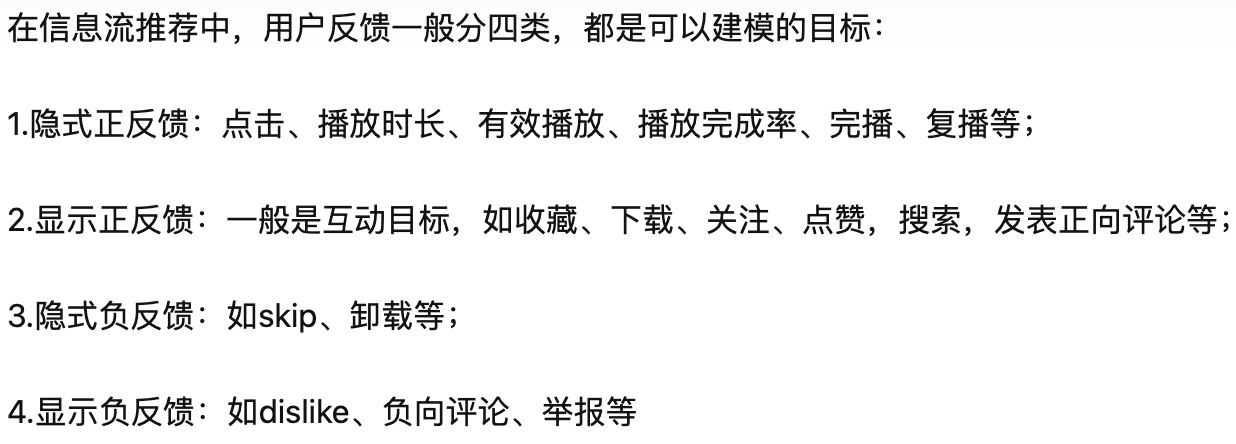 在信息流推荐中，用户反馈一般分四类，都是可以建模的目标：
1.隐式正反馈：点击、播放时长、有效播放、播放完成率、完播、复播等；
2.显示正反馈：一般是互动目标，如收藏、下载、关注、点赞，搜索，发表正向评论等；
3.隐式负反馈：如skip、卸载等；
4.显示负反馈：如dislike、负向评论、举报等